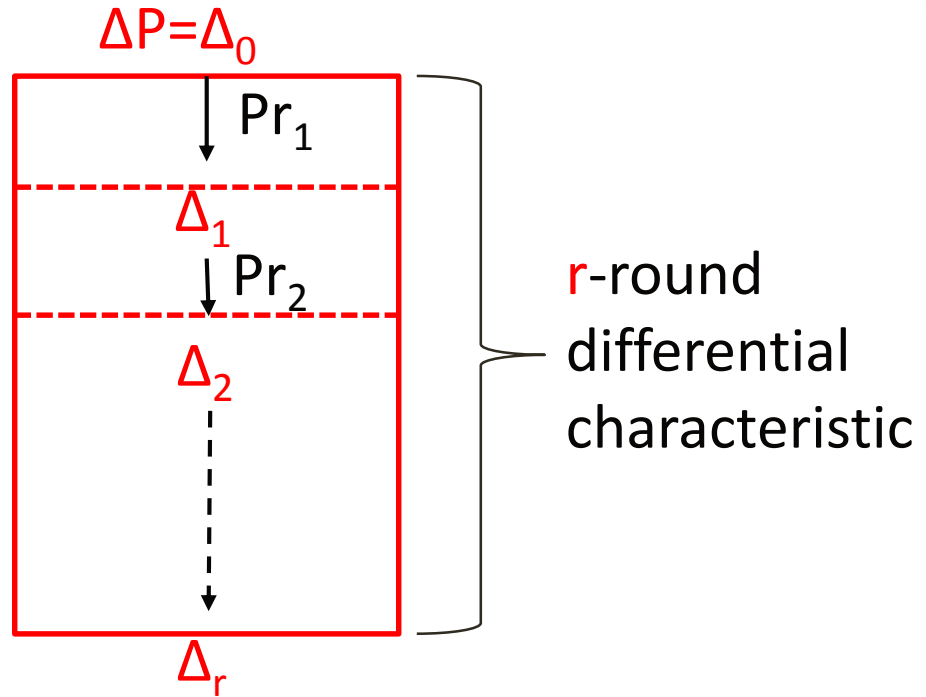 ΔP=Δ₀
Pr₁
Δ₁
Pr₂
Δ₂
Δᵣ
r-round
differential
characteristic